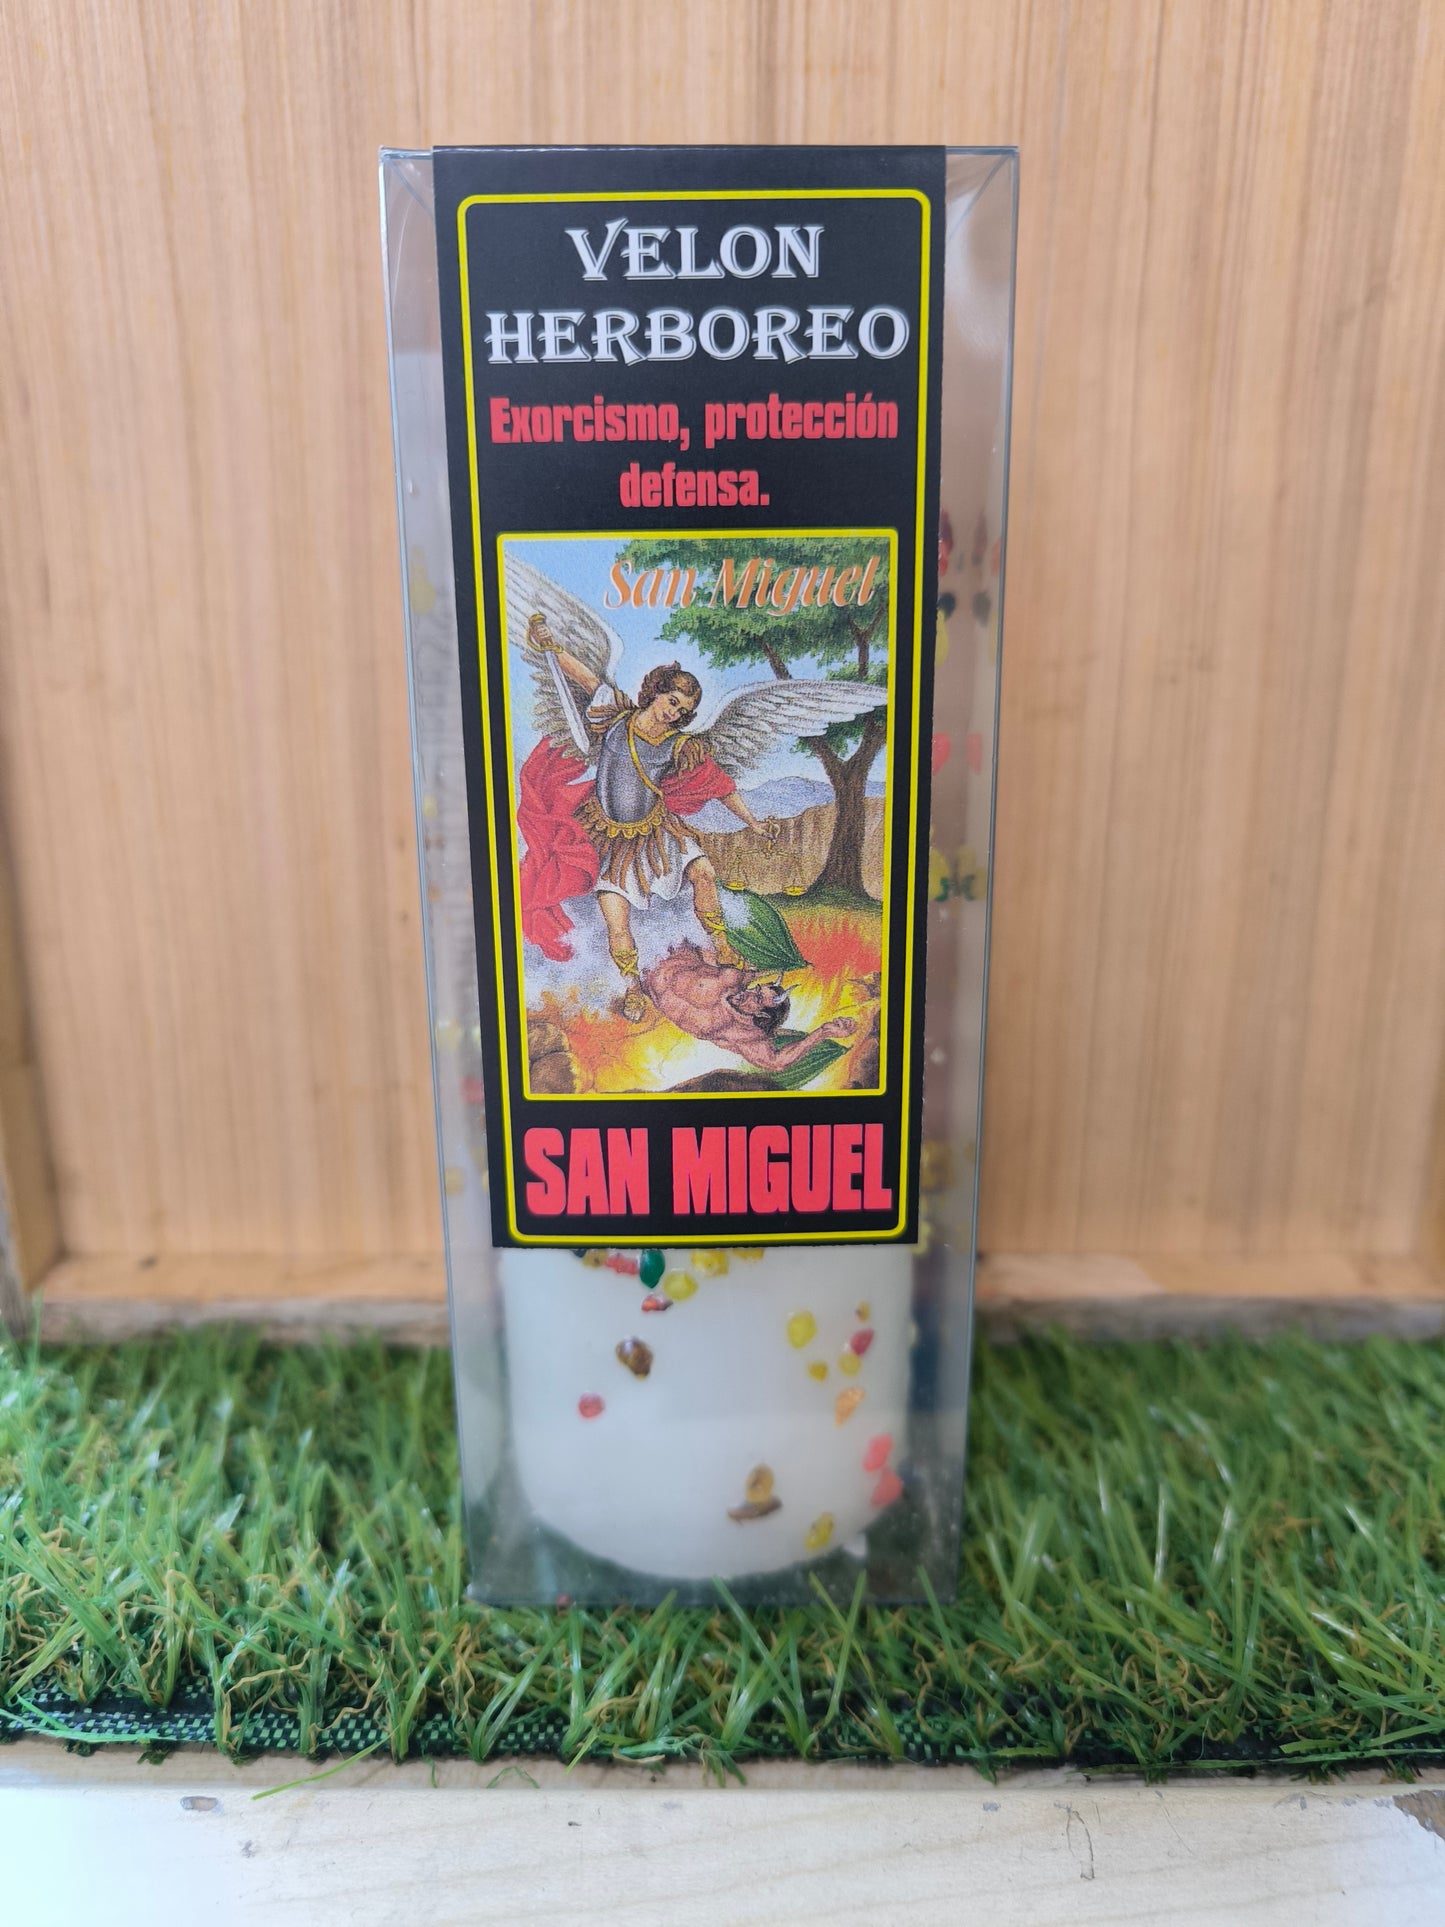 VELON
HERBOREO
Exorcismo, protección
defensa.
San Miguel
SAN MIGUEL